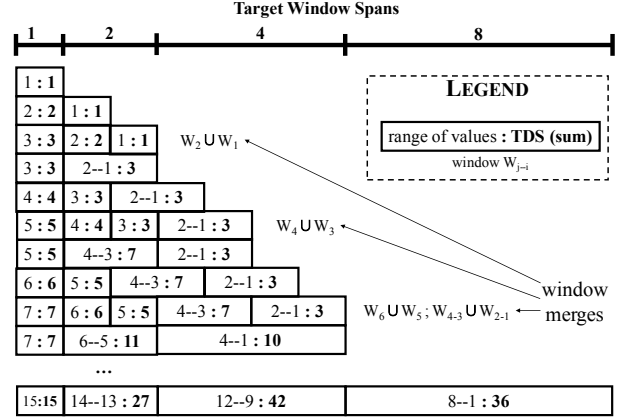 Target Window Spans
1 2 4 8
1 : 1
2 : 2 1 : 1
3 : 3 2 : 2 1 : 1 W2 ∪ W1
3 : 3 2--1 : 3
4 : 4 3 : 3 2--1 : 3
5 : 5 4 : 4 3 : 3 2--1 : 3 W4 ∪ W3
5 : 5 4--3 : 7 2--1 : 3
6 : 6 5 : 5 4--3 : 7 2--1 : 3
7 : 7 6 : 6 5 : 5 4--3 : 7 2--1 : 3 W6 ∪ W5 ; W4-3 ∪ W2-1
7 : 7 6--5 : 11 4--1 : 10
...
15:15 14--13 : 27 12--9 : 42 8--1 : 36
LEGEND
range of values : TDS (sum)
window Wj–i
window
merges